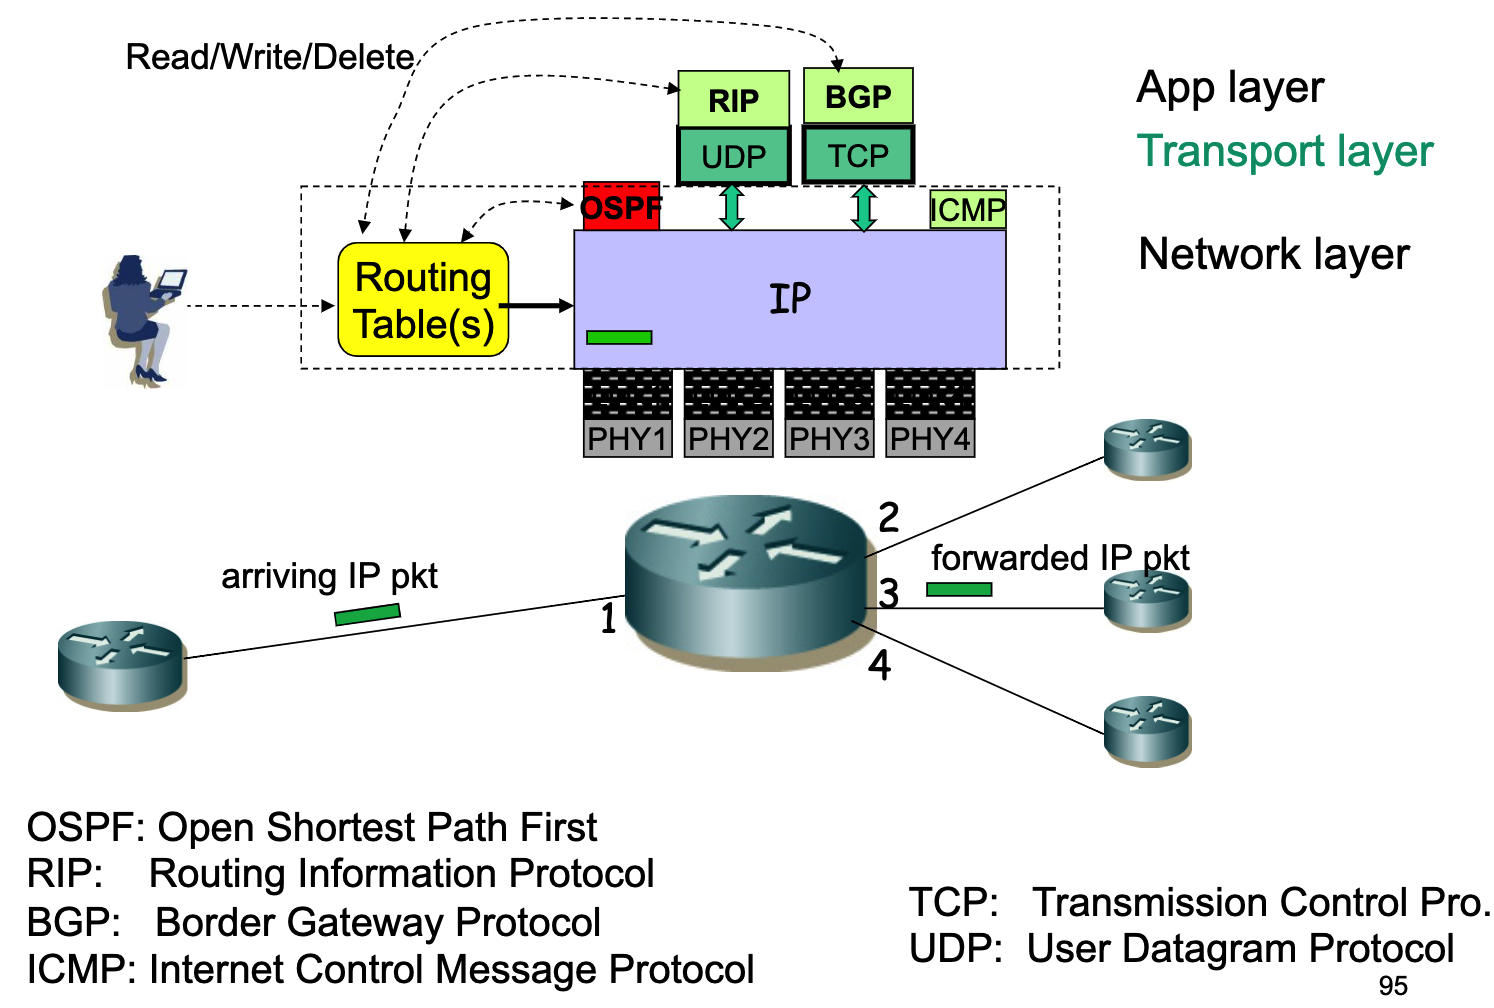 Read/Write/Delete
RIP
BGP
App layer
UDP
TCP
Transport layer
OSPF
ICMP
Routing
Table(s)
IP
Network layer
PHY1
PHY2
PHY3
PHY4
2
arriving IP pkt
forwarded IP pkt
3
1
4
OSPF: Open Shortest Path First
RIP: Routing Information Protocol
BGP: Border Gateway Protocol
ICMP: Internet Control Message Protocol
TCP: Transmission Control Pro.
UDP: User Datagram Protocol
95